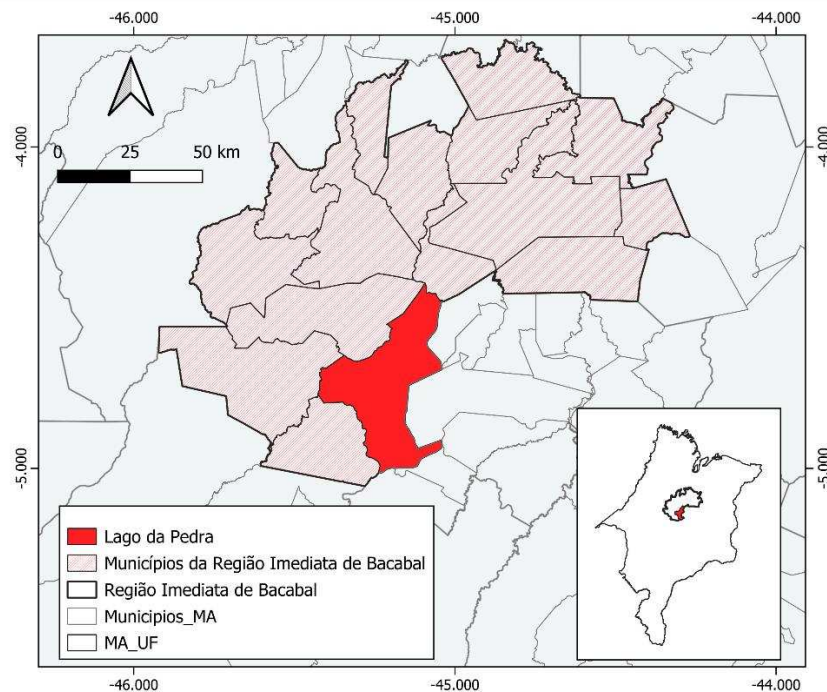 -46.000 -45.000 -44.000
-4.000 -4.000
0 25 50 km
-5.000 -5.000
Lago da Pedra
Municípios da Região Imediata de Bacabal
Região Imediata de Bacabal
Municipios_MA
MA_UF
-46.000 -45.000 -44.000